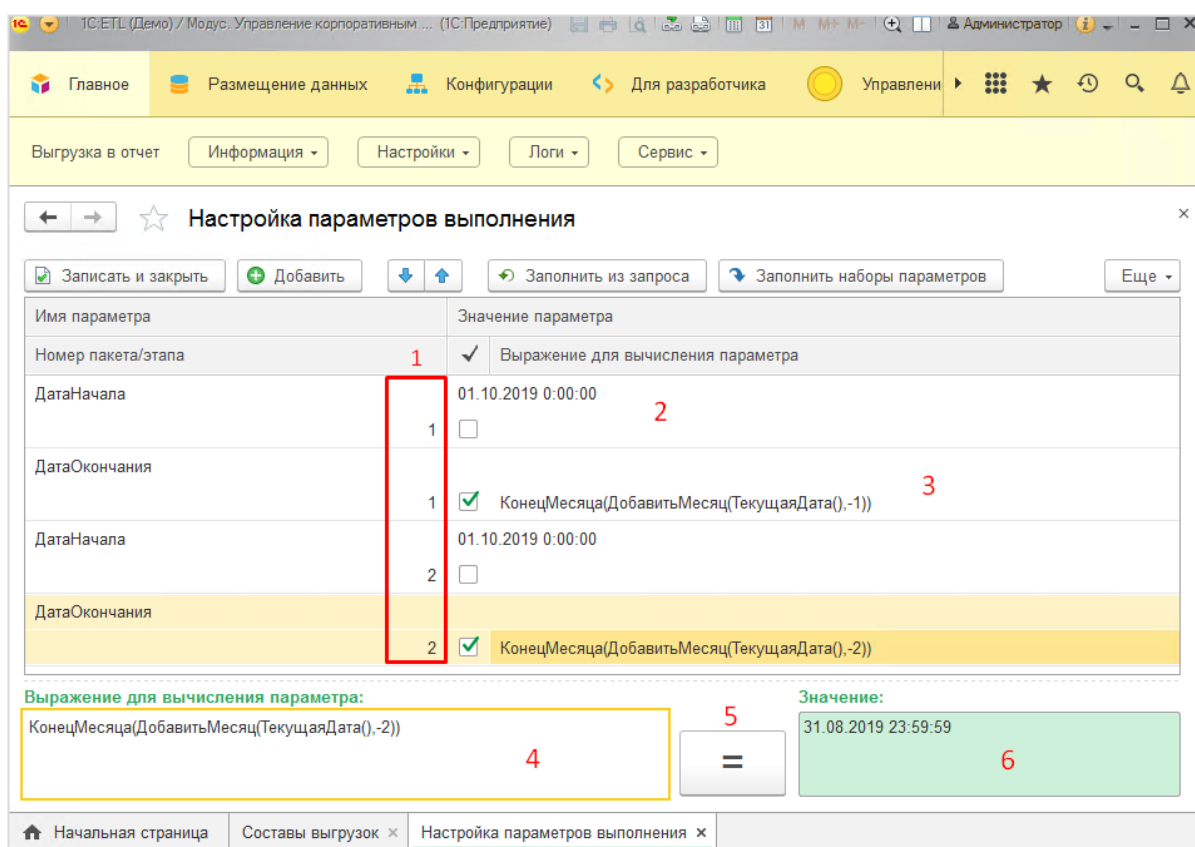 1С:ETL (Демо) / Модус. Управление корпоративным ... (1С:Предприятие) 31 M M+ M- Администратор
Главное Размещение данных Конфигурации Для разработчика Управлени
Выгрузка в отчет Информация Настройки Логи Сервис
Настройка параметров выполнения
Записать и закрыть Добавить Заполнить из запроса Заполнить наборы параметров Еще
Имя параметра Значение параметра
Номер пакета/этапа 1 Выражение для вычисления параметра
ДатаНачала 01.10.2019 0:00:00 2
1
ДатаОкончания
1 КонецМесяца(ДобавитьМесяц(ТекущаяДата(),-1)) 3
ДатаНачала 01.10.2019 0:00:00
2
ДатаОкончания
2 КонецМесяца(ДобавитьМесяц(ТекущаяДата(),-2))
Выражение для вычисления параметра: Значение:
КонецМесяца(ДобавитьМесяц(ТекущаяДата(),-2)) 5 31.08.2019 23:59:59
4 = 6
Начальная страница Составы выгрузок × Настройка параметров выполнения ×